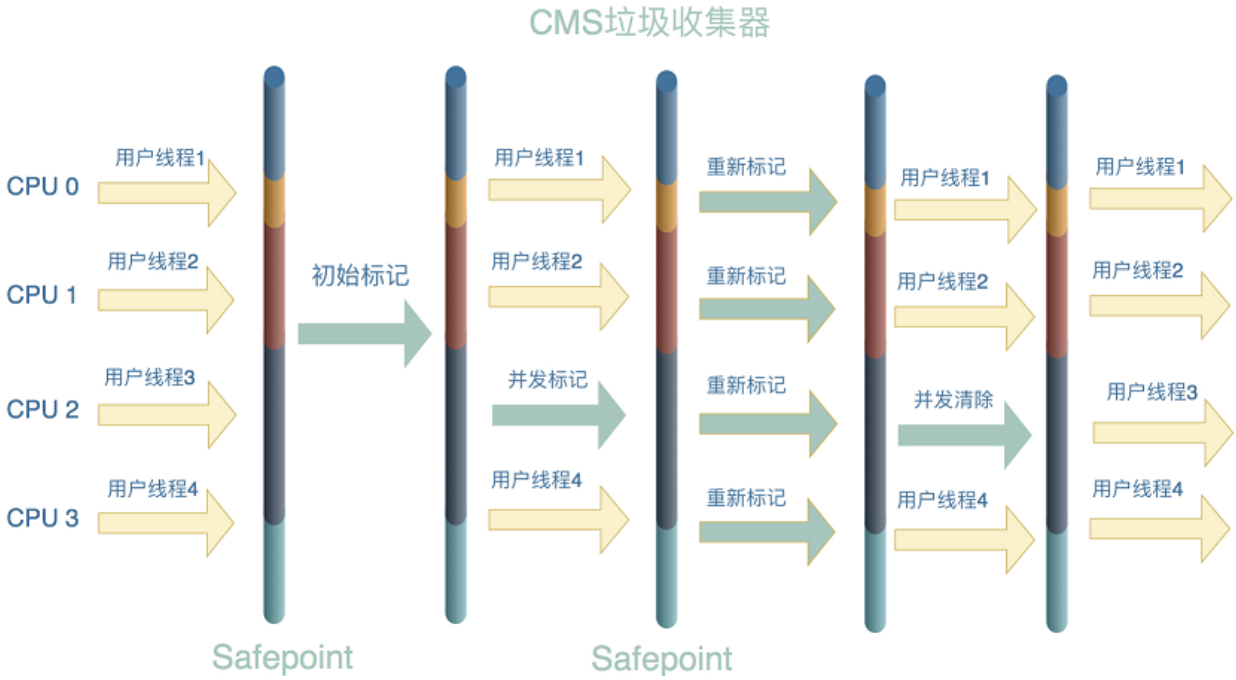 CMS垃圾收集器
用户线程1 用户线程1 重新标记 用户线程1 用户线程1
CPU 0
用户线程2 用户线程2 重新标记 用户线程2 用户线程2
CPU 1
初始标记
用户线程3 并发标记 重新标记 并发清除 用户线程3
CPU 2
用户线程4 用户线程4 重新标记 用户线程4 用户线程4
CPU 3
Safepoint Safepoint